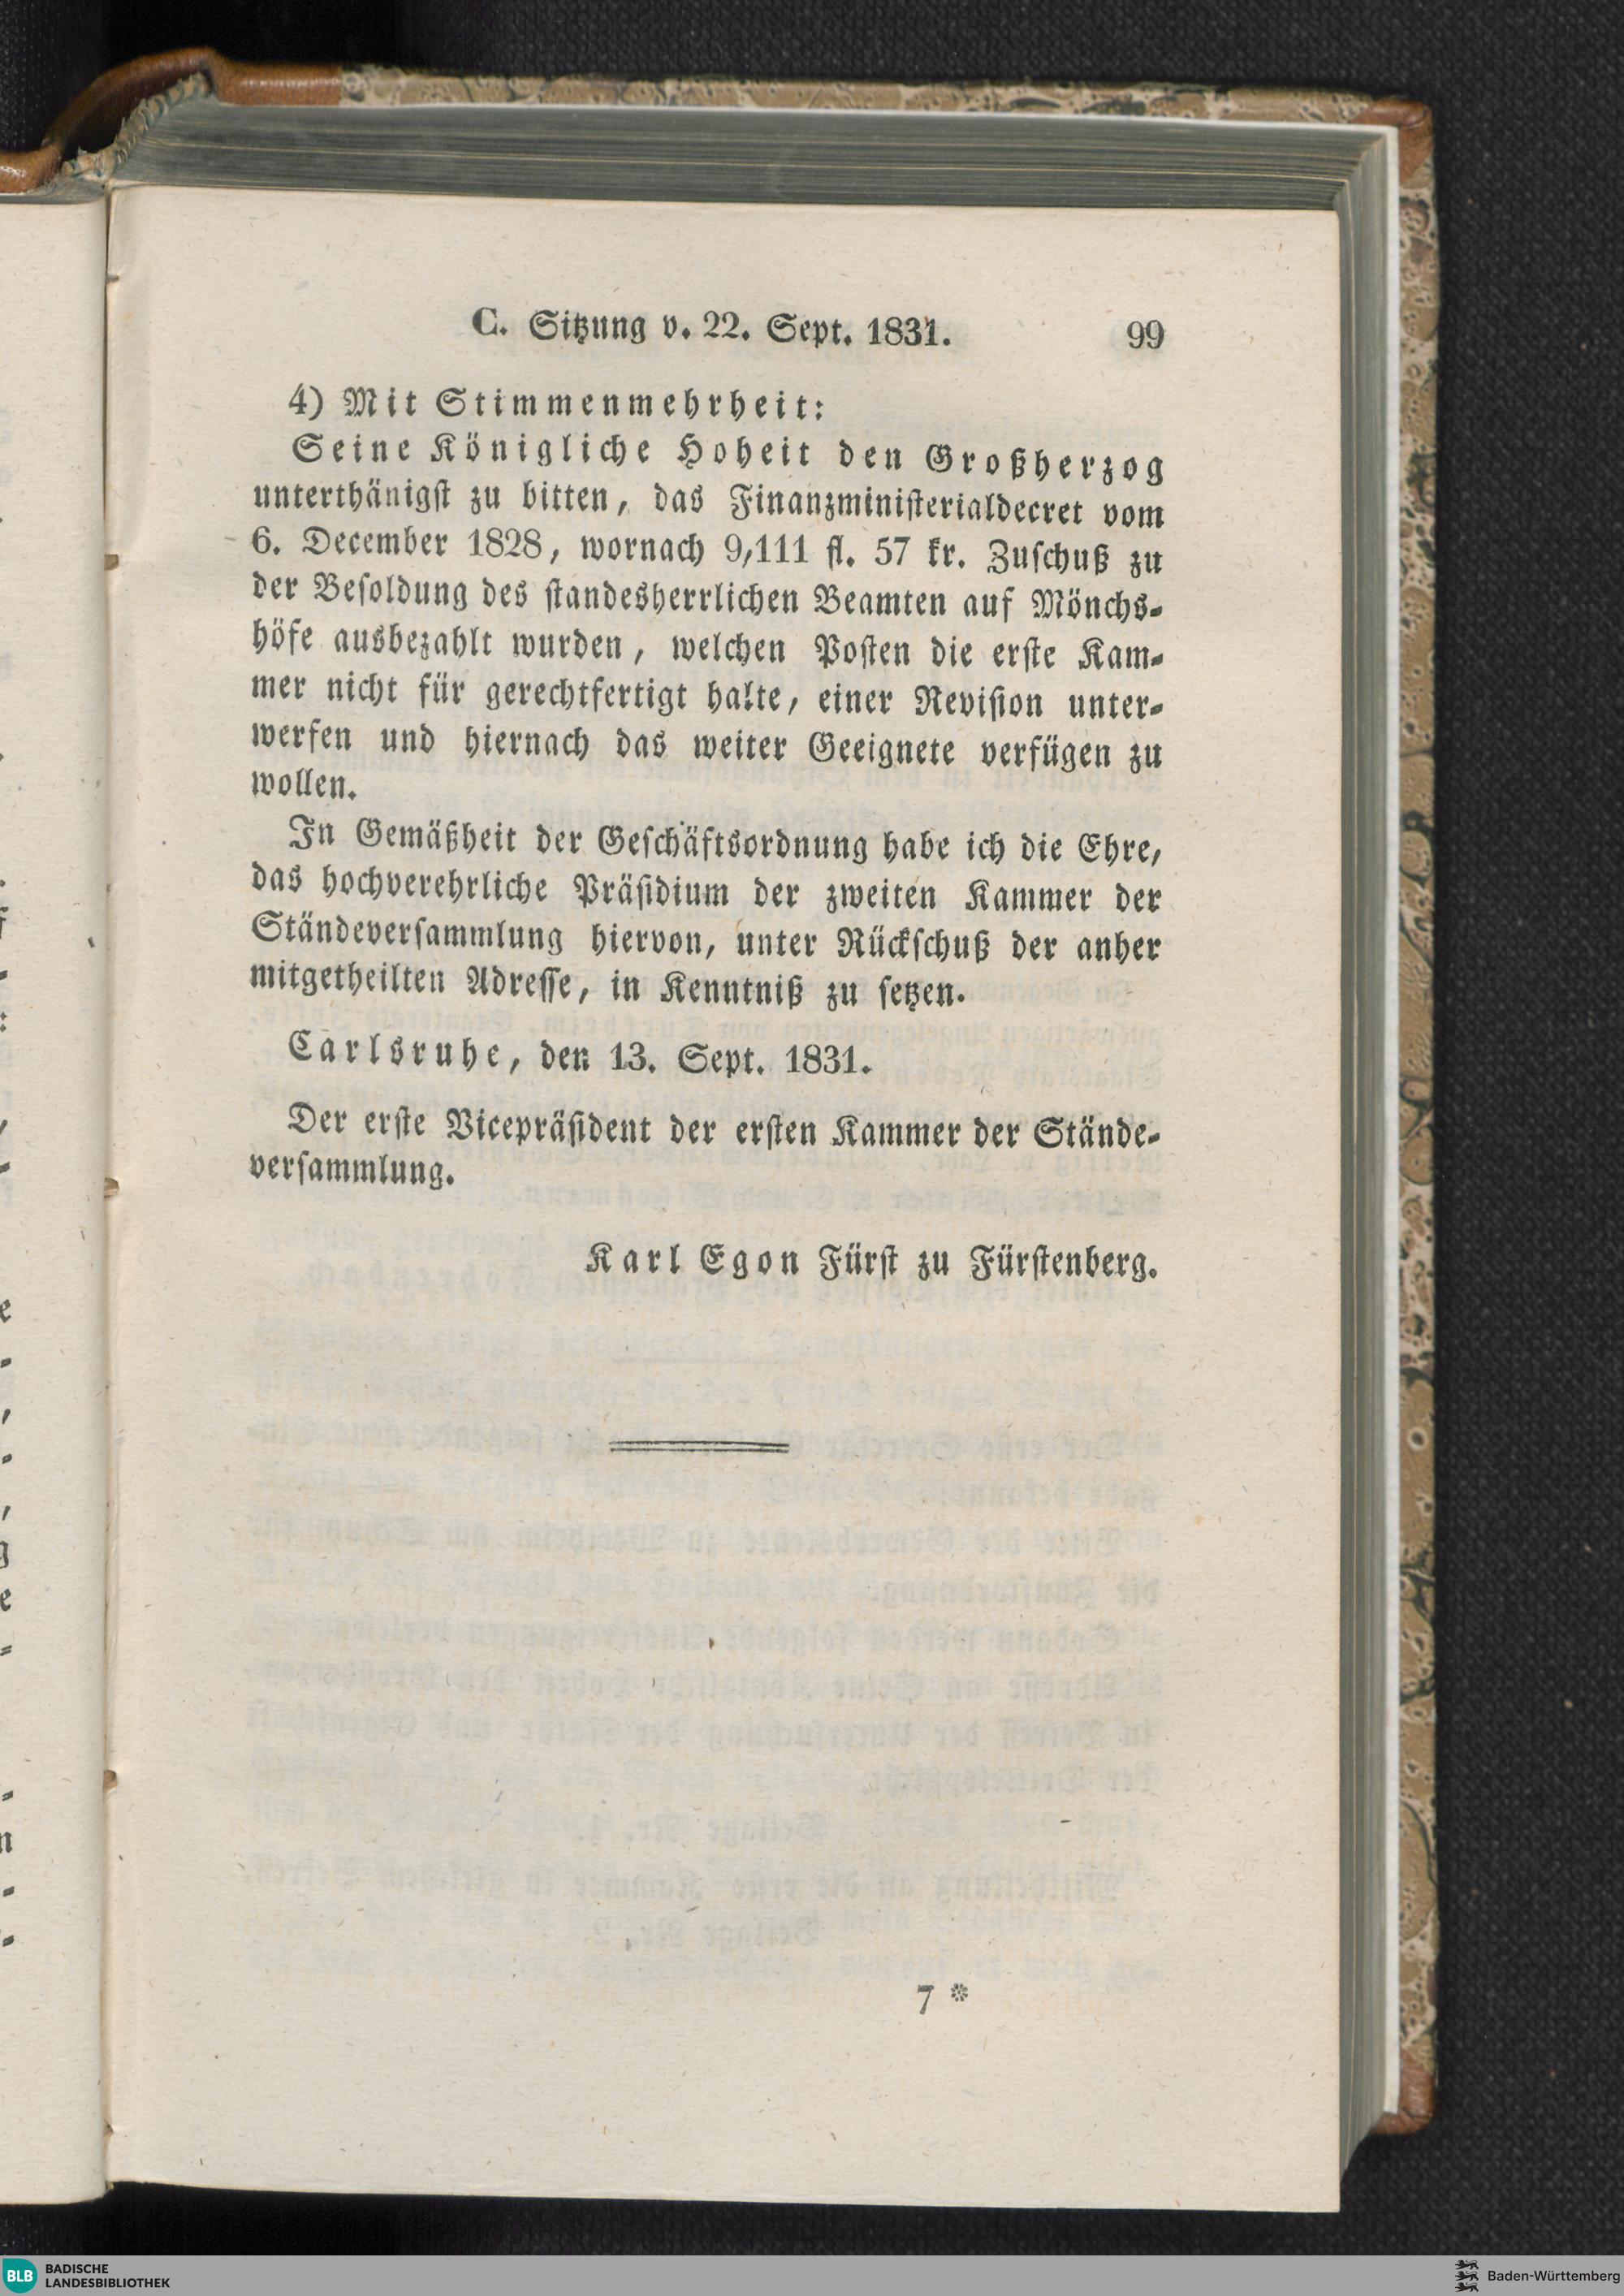 C. Sitzung v. 22. Sept. 1831. 99
4) Mit Stimmenmehrheit:
Seine Königliche Hoheit den Großherzog
unterthänigst zu bitten, das Finanzministerialdecret vom
6. December 1828, wornach 9,111 fl. 57 kr. Zuschuß zu
der Besoldung des standesherrlichen Beamten auf Mönchs-
höfe ausbezahlt wurden, welchen Posten die erste Kam-
mer nicht für gerechtfertigt halte, einer Revision unter-
werfen und hiernach das weiter Geeignete verfügen zu
wollen.
In Gemäßheit der Geschäftsordnung habe ich die Ehre,
das hochverehrliche Präsidium der zweiten Kammer der
Ständeversammlung hiervon, unter Rückschuß der anher
mitgetheilten Adresse, in Kenntniß zu setzen.
Carlsruhe, den 13. Sept. 1831.
Der erste Vicepräsident der ersten Kammer der Stände-
versammlung.
Karl Egon Fürst zu Fürstenberg.
7 *
BLB BADISCHE
LANDESBIBLIOTHEK
Baden-Württemberg